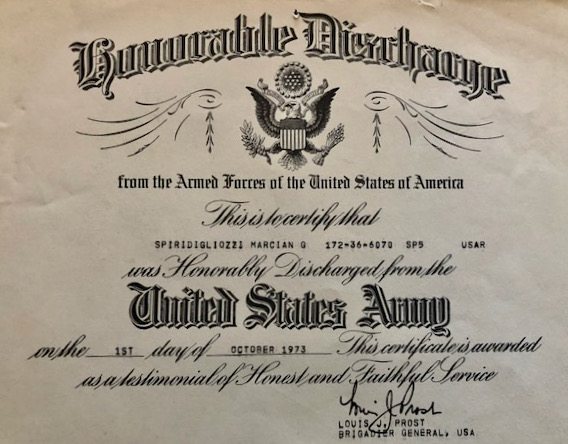 Honorable Discharge
from the Armed Forces of the United States of America
This is to certify that
SPIRIDIGLIOZZI MARCIAN G 172-36-6070 SP5 USAR
was Honorably Discharged from the
United States Army
on the 1ST day of OCTOBER 1973 This certificate is awarded
as a testimonial of Honest and Faithful Service
Louis J. Prost
LOUIS J. PROST
BRIGADIER GENERAL, USA